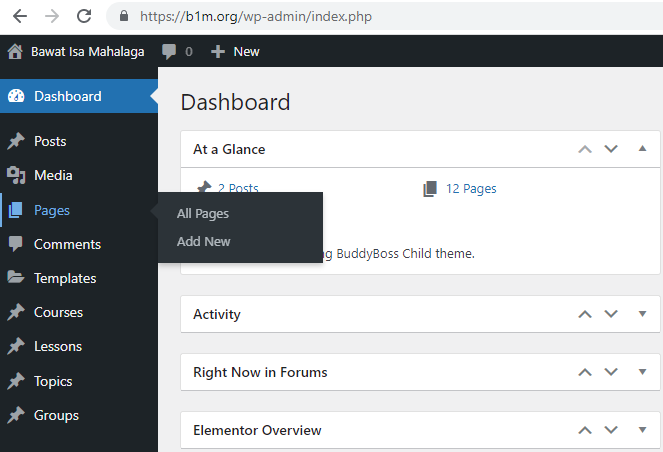 https://b1m.org/wp-admin/index.php
Bawat Isa Mahalaga 0 New
Dashboard
Posts
Media
Pages
Comments
Templates
Courses
Lessons
Topics
Groups
All Pages
Add New
Dashboard
At a Glance
2 Posts 12 Pages
BuddyBoss Child theme.
Activity
Right Now in Forums
Elementor Overview